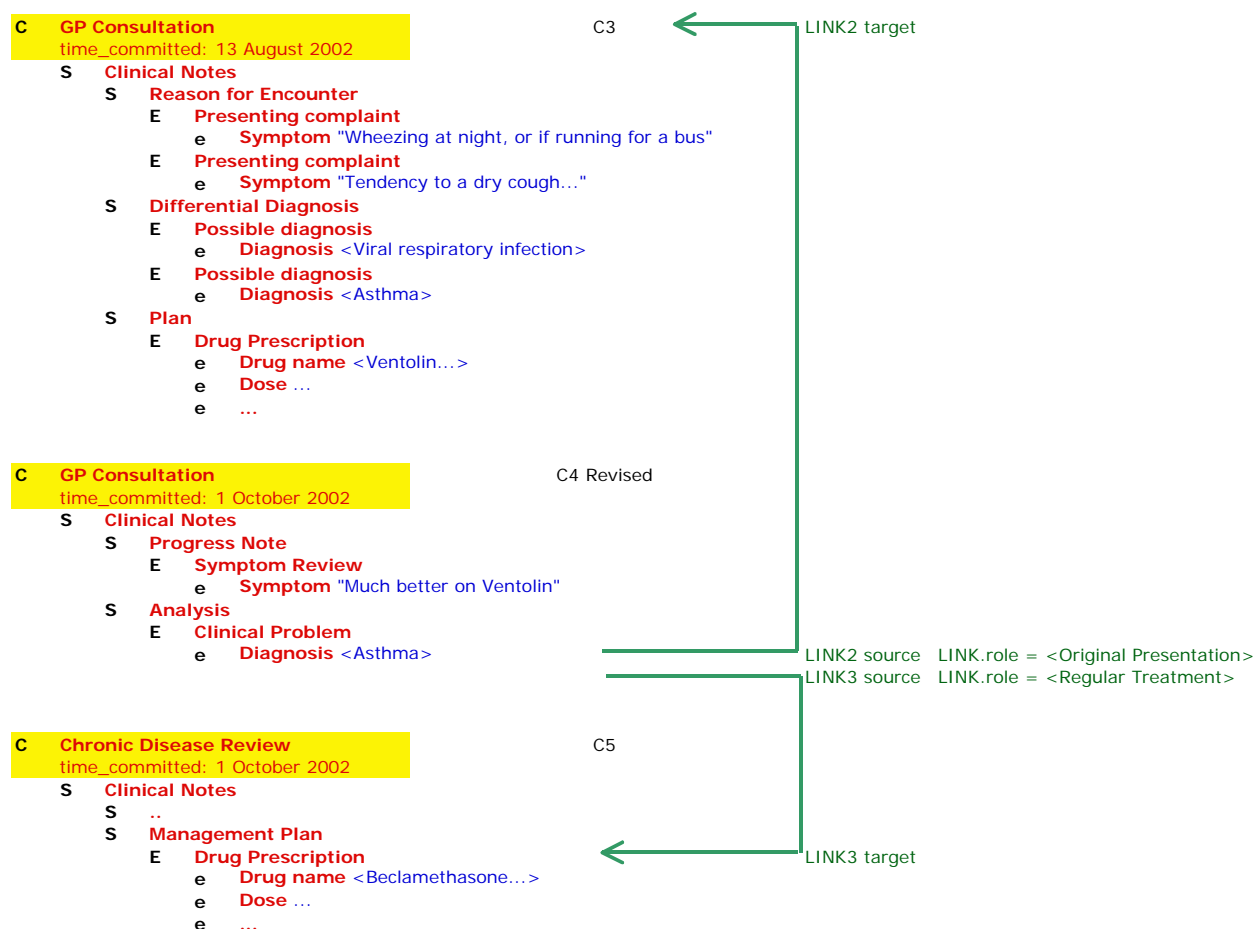 C GP Consultation C3 LINK2 target
time_committed: 13 August 2002
S Clinical Notes
S Reason for Encounter
E Presenting complaint
e Symptom "Wheezing at night, or if running for a bus"
E Presenting complaint
e Symptom "Tendency to a dry cough..."
S Differential Diagnosis
E Possible diagnosis
e Diagnosis <Viral respiratory infection>
E Possible diagnosis
e Diagnosis <Asthma>
S Plan
E Drug Prescription
e Drug name <Ventolin...>
e Dose ...
e ...
C GP Consultation C4 Revised
time_committed: 1 October 2002
S Clinical Notes
S Progress Note
E Symptom Review
e Symptom "Much better on Ventolin"
S Analysis
E Clinical Problem
e Diagnosis <Asthma> LINK2 source LINK.role = <Original Presentation>
LINK3 source LINK.role = <Regular Treatment>
C Chronic Disease Review C5
time_committed: 1 October 2002
S Clinical Notes
S ..
S Management Plan
E Drug Prescription LINK3 target
e Drug name <Beclamethasone...>
e Dose ...
e ...